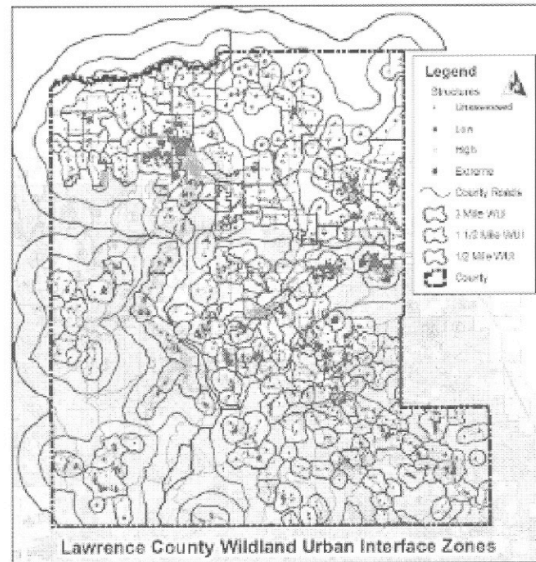 Legend
Structures
Unassessed
Low
High
Extreme
County Roads
3 Mile WUI
1 1/2 Mile WUI
1/2 Mile WUI
County
Lawrence County Wildland Urban Interface Zones